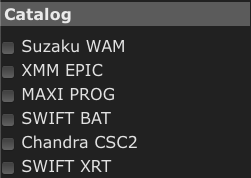 Catalog
Suzaku WAM
XMM EPIC
MAXI PROG
SWIFT BAT
Chandra CSC2
SWIFT XRT